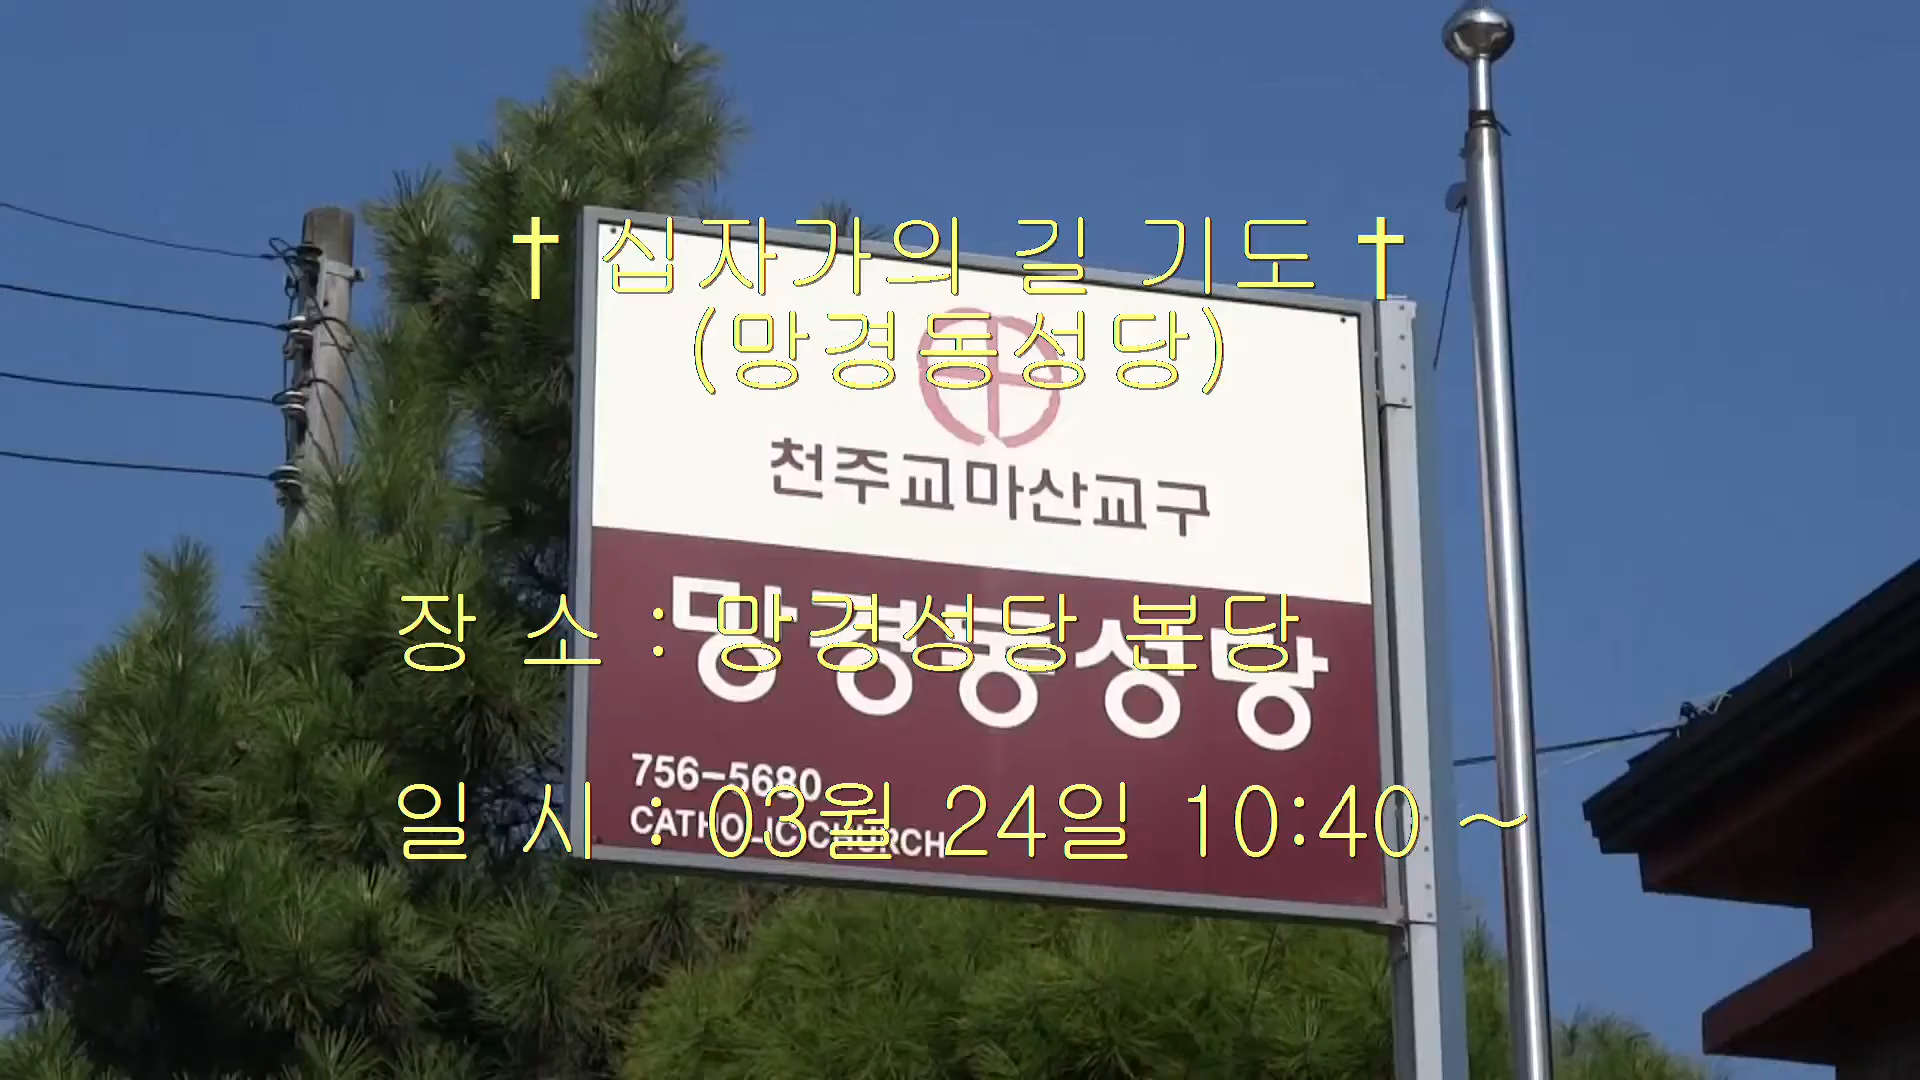 † 십자가의 길 기도 †
(망경동성당)
천주교마산교구
장 소 : 망경성당 본당
망경동성당
756-5680
일 시 : 03월 24일 10:40 ~
CATHOLIC CHURCH